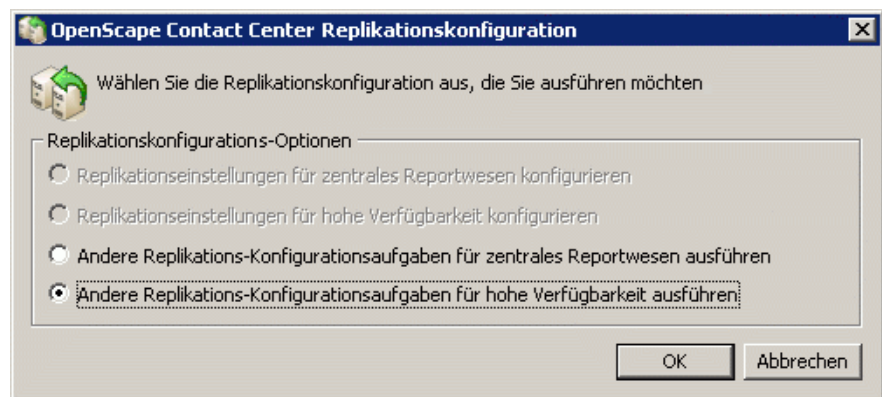 OpenScape Contact Center Replikationskonfiguration
Wählen Sie die Replikationskonfiguration aus, die Sie ausführen möchten
Replikationskonfigurations-Optionen
Replikationseinstellungen für zentrales Reportwesen konfigurieren
Replikationseinstellungen für hohe Verfügbarkeit konfigurieren
Andere Replikations-Konfigurationsaufgaben für zentrales Reportwesen ausführen
Andere Replikations-Konfigurationsaufgaben für hohe Verfügbarkeit ausführen
OK Abbrechen